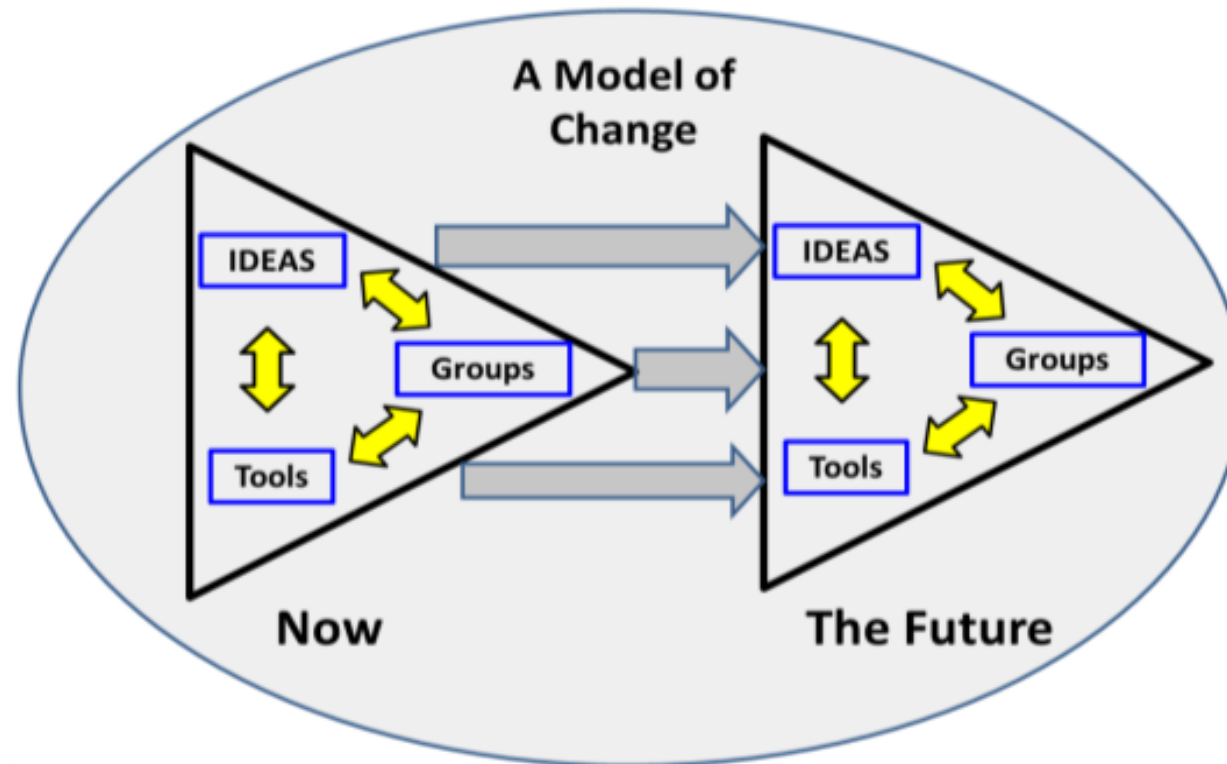 A Model of
Change
IDEAS
Groups
Tools
Now
IDEAS
Groups
Tools
The Future